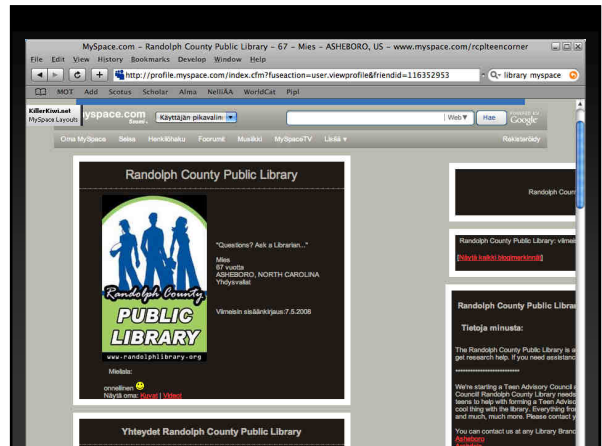 MySpace.com – Randolph County Public Library – 67 – Mies – ASHEBORO, US – www.myspace.com/rcplteencorner
File Edit View History Bookmarks Develop Window Help
http://profile.myspace.com/index.cfm?fuseaction=user.viewprofile&friendid=116352953
library myspace
MOT Add Scotus Scholar Alma NelliAA WorldCat Pipl
KillerKiwi.net
MySpace Layouts
yspace.com
Suomi
Käyttäjän pikavalin
Web
Hae
Google
Oma MySpace Selaa Henkilöhaku Foorumit Musiikki MySpaceTV Lisää
Rekisteröidy
Randolph County Public Library
"Questions? Ask a Librarian..."
Mies
67 vuotta
ASHEBORO, NORTH CAROLINA
Yhdysvallat
Viimeisin sisäänkirjaus:7.5.2008
Randolph County
PUBLIC
LIBRARY
www.randolphlibrary.org
Mieliala:
onnellinen
Näytä oma: Kuvat | Videot
Yhteydet Randolph County Public Library
Randolph Coun
Randolph County Public Library: viimeis
[Näytä kaikki blogimerkinnät]
Randolph County Public Librar
Tietoja minusta:
The Randolph County Public Library is a
get research help. If you need assistanc
**************************
We're starting a Teen Advisory Council a
Council! Randolph County Library needs
teens to help with forming a Teen Adviso
cool thing with the library. Everything fro
and much, much more. Please contact y
You can contact us at any Library Branc
Asheboro